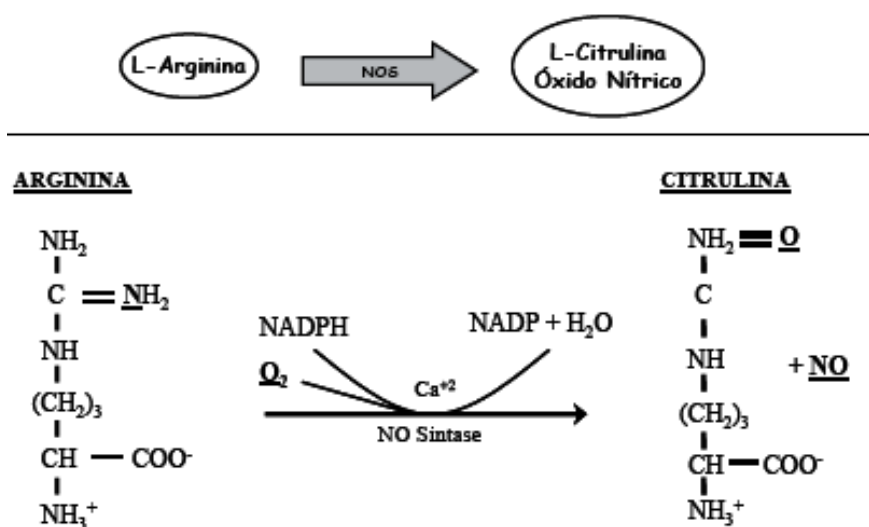 L-Arginina
NOS
L-Citrulina
Óxido Nítrico
ARGININA
NH₂
C = NH₂
NH
(CH₂)₃
CH — COO⁻
NH₃⁺
NADPH
O₂
NADP + H₂O
Ca⁺²
NO Sintase
CITRULINA
NH₂ ≡ O
C
NH
+ NO
(CH₂)₃
CH — COO⁻
NH₃⁺